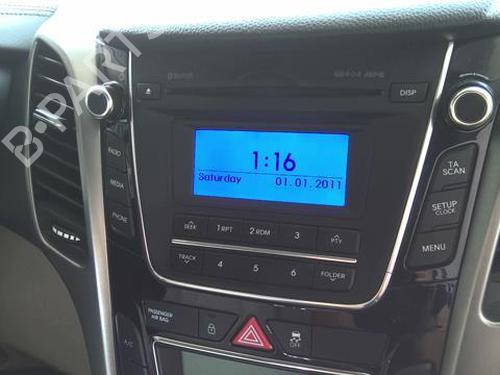 B-PARTS
Bluetooth
DISP
RADIO
MEDIA
PHONE
1:16
Saturday 01.01.2011
TA
SCAN
SETUP
CLOCK
MENU
SEEK 1 RPT 2 RDM 3 PTY
TRACK 4 5 6 FOLDER
PASSENGER
AIR BAG
OFF